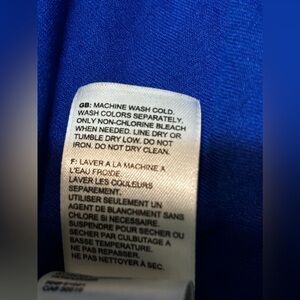 GB: MACHINE WASH COLD.
WASH COLORS SEPARATELY.
ONLY NON-CHLORINE BLEACH
WHEN NEEDED. LINE DRY OR
TUMBLE DRY LOW. DO NOT
IRON. DO NOT DRY CLEAN.
F: LAVER A LA MACHINE A
L'EAU FROIDE.
LAVER LES COULEURS
SEPAREMENT.
UTILISER SEULEMENT UN
AGENT DE BLANCHIMENT SANS
CHLORE SI NECESSAIRE.
SUSPENDRE POUR SECHER OU
SECHER PAR CULBUTAGE A
BASSE TEMPERATURE.
NE PAS REPASSER.
NE PAS NETTOYER À SEC.